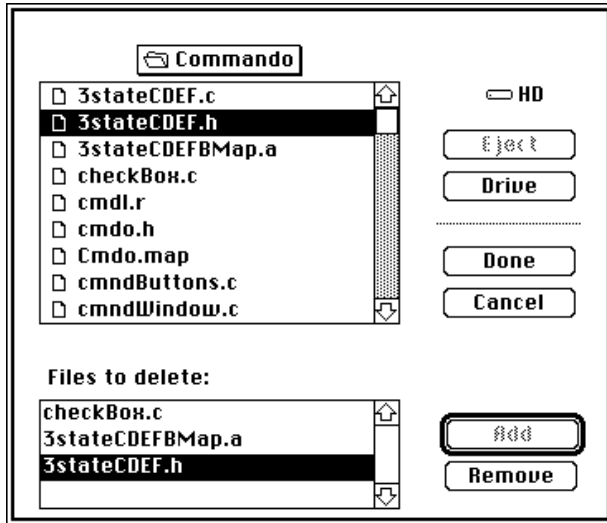 Commando
3stateCDEF.c
3stateCDEF.h
3stateCDEFBMap.a
checkBox.c
cmdl.r
cmdo.h
Cmdo.map
cmndButtons.c
cmndWindow.c
HD
Eject
Drive
Done
Cancel
Files to delete:
checkBox.c
3stateCDEFBMap.a
3stateCDEF.h
Add
Remove